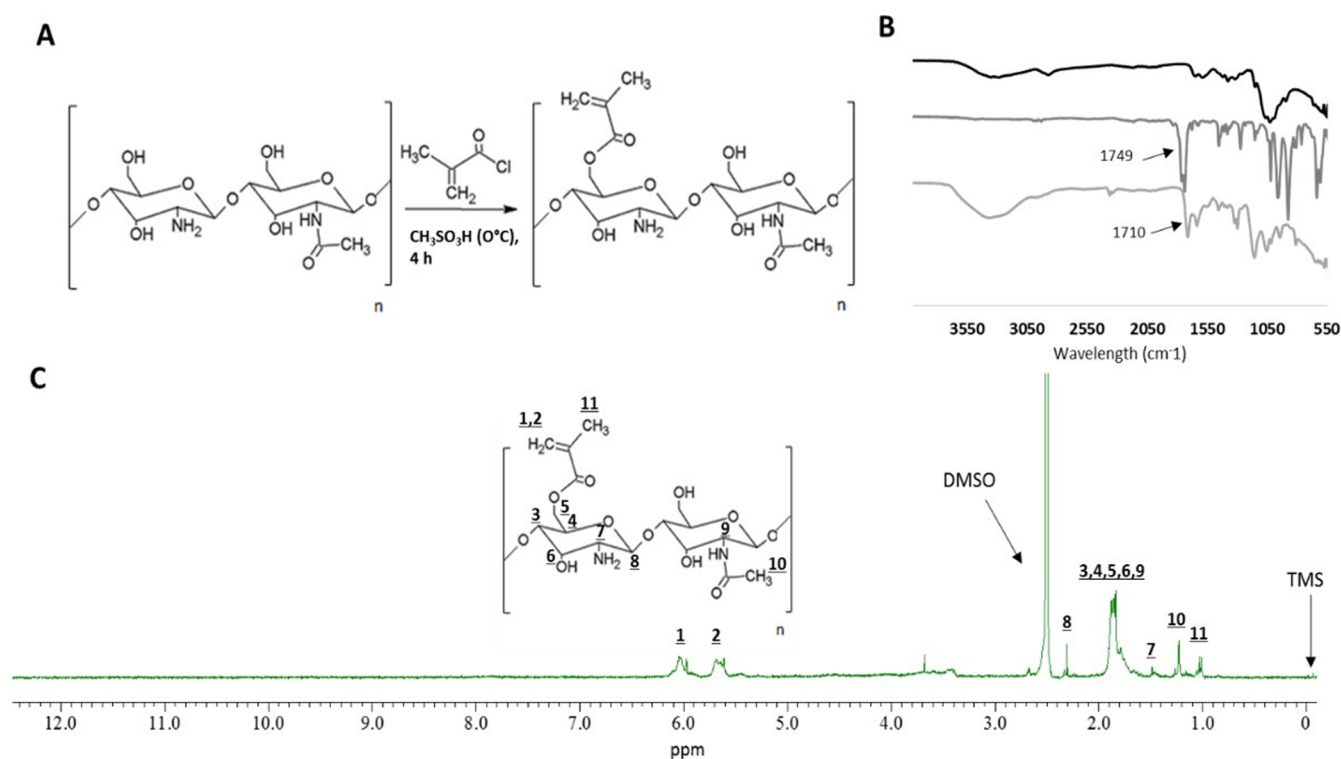 A
B
H₂C
CH₃
O
O
OH
O
O
NH₂
OH
OH
O
O
HN
OH
O
CH₃
n
H₃C
O
Cl
CH₂
CH₃SO₃H (O°C),
4 h
O
O
NH₂
OH
OH
O
O
HN
OH
O
CH₃
n
1749
1710
3550 3050 2550 2050 1550 1050 550
Wavelength (cm-1)
C
1,2
11
H₂C
CH₃
O
O
5
3
4
O
7
O
6
OH
NH₂
8
O
OH
O
9
HN
OH
O
O
CH₃
10
n
DMSO
TMS
1
2
8
3,4,5,6,9
7
10
11
12.0 11.0 10.0 9.0 8.0 7.0 6.0 5.0 4.0 3.0 2.0 1.0 0
ppm